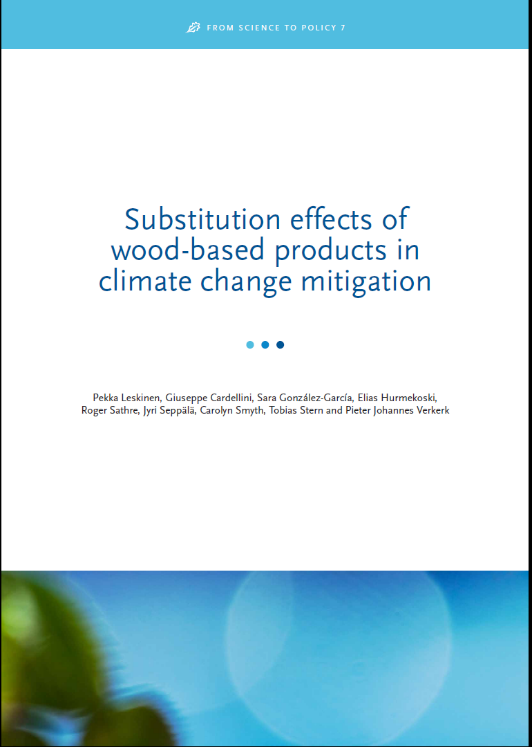 FROM SCIENCE TO POLICY 7
Substitution effects of
wood-based products in
climate change mitigation
Pekka Leskinen, Giuseppe Cardellini, Sara González-García, Elias Hurmekoski,
Roger Sathre, Jyri Seppälä, Carolyn Smyth, Tobias Stern and Pieter Johannes Verkerk